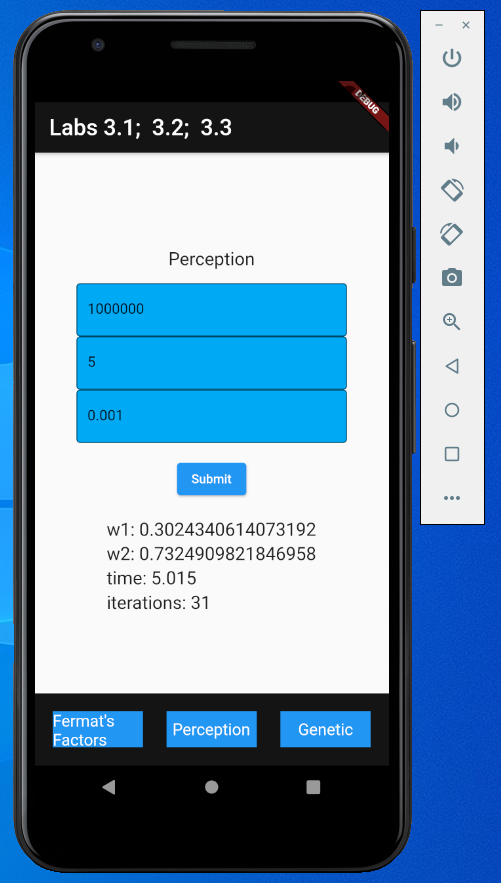 DEBUG
Labs 3.1; 3.2; 3.3
Perception
1000000
5
0.001
Submit
w1: 0.3024340614073192
w2: 0.7324909821846958
time: 5.015
iterations: 31
Fermat's
Factors
Perception
Genetic